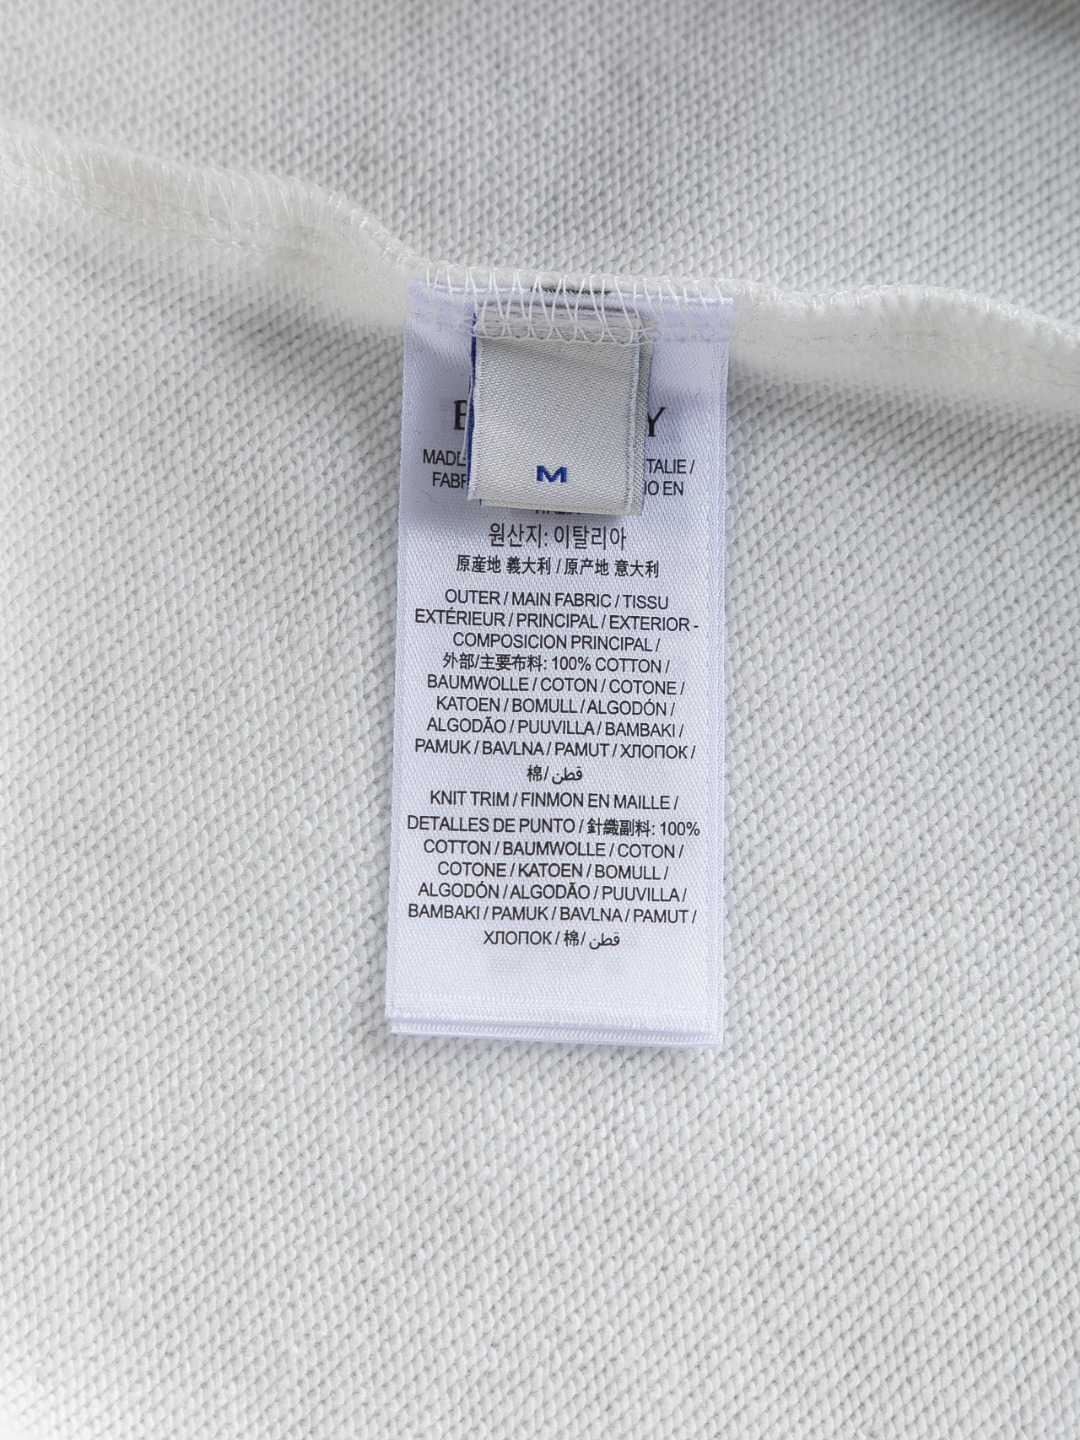 M
원산지: 이탈리아
原産地 義大利 / 原产地 意大利
OUTER / MAIN FABRIC / TISSU
EXTÉRIEUR / PRINCIPAL / EXTERIOR -
COMPOSICION PRINCIPAL /
外部/主要布料: 100% COTTON /
BAUMWOLLE / COTON / COTONE /
KATOEN / BOMULL / ALGODÓN /
ALGODÃO / PUUVILLA / BAMBAKI /
PAMUK / BAVLNA / PAMUT / ХЛОПОК /
棉/ قطن
KNIT TRIM / FINMON EN MAILLE /
DETALLES DE PUNTO / 針織副料: 100%
COTTON / BAUMWOLLE / COTON /
COTONE / KATOEN / BOMULL /
ALGODÓN / ALGODÃO / PUUVILLA /
BAMBAKI / PAMUK / BAVLNA / PAMUT /
ХЛОПОК / 棉/ قطن